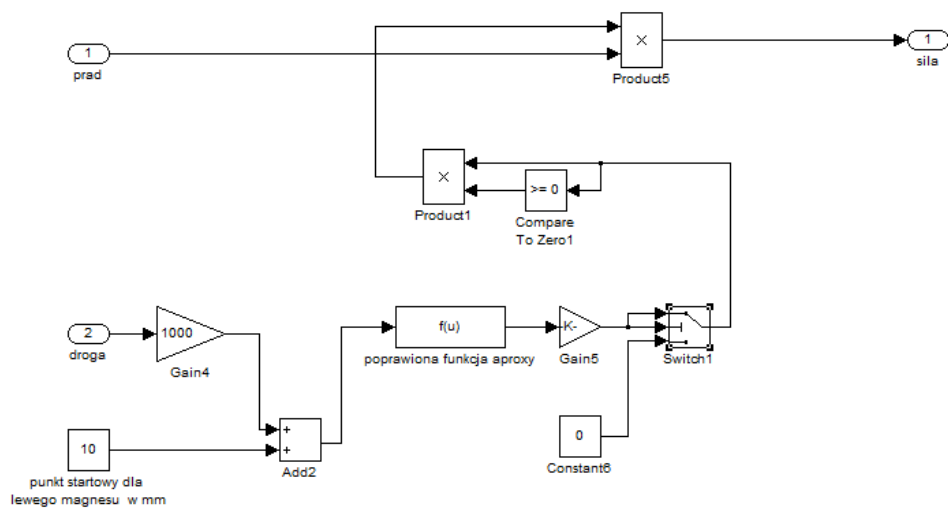 1
prad
×
Product5
1
sila
×
Product1
>= 0
Compare
To Zero1
2
droga
1000
Gain4
f(u)
poprawiona funkcja aproxy
-K-
Gain5
Switch1
10
punkt startowy dla
lewego magnesu w mm
+
+
Add2
0
Constant6